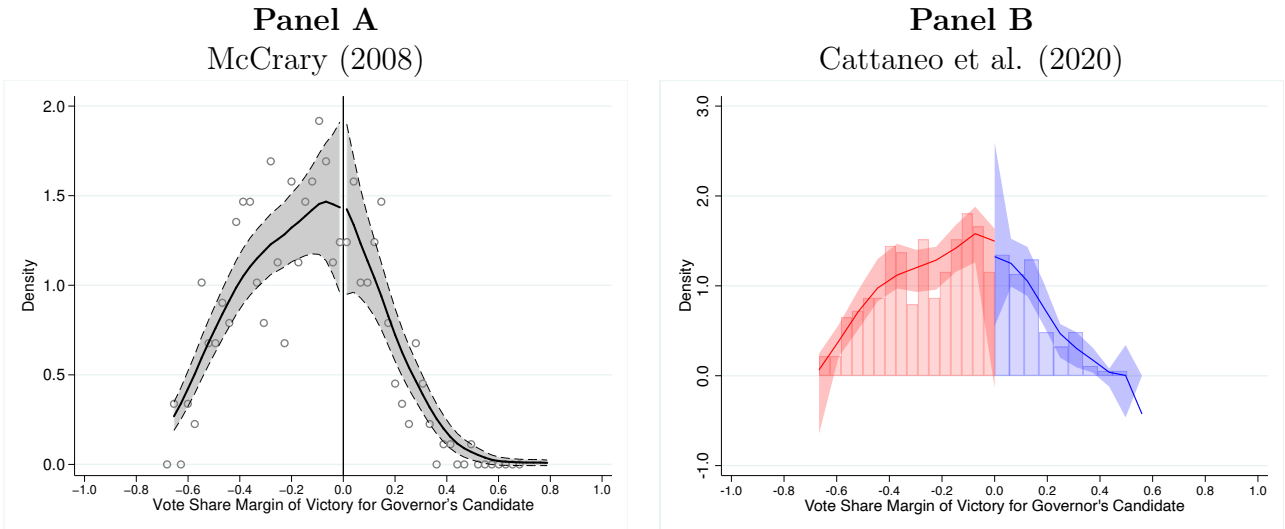 Panel A
McCrary (2008)
2.0
1.5
1.0
0.5
0.0
Density
−1.0 −0.8 −0.6 −0.4 −0.2 0.0 0.2 0.4 0.6 0.8 1.0
Vote Share Margin of Victory for Governor's Candidate
Panel B
Cattaneo et al. (2020)
3.0
2.0
1.0
0.0
-1.0
Density
-1.0 -0.8 -0.6 -0.4 -0.2 0.0 0.2 0.4 0.6 0.8 1.0
Vote Share Margin of Victory for Governor's Candidate